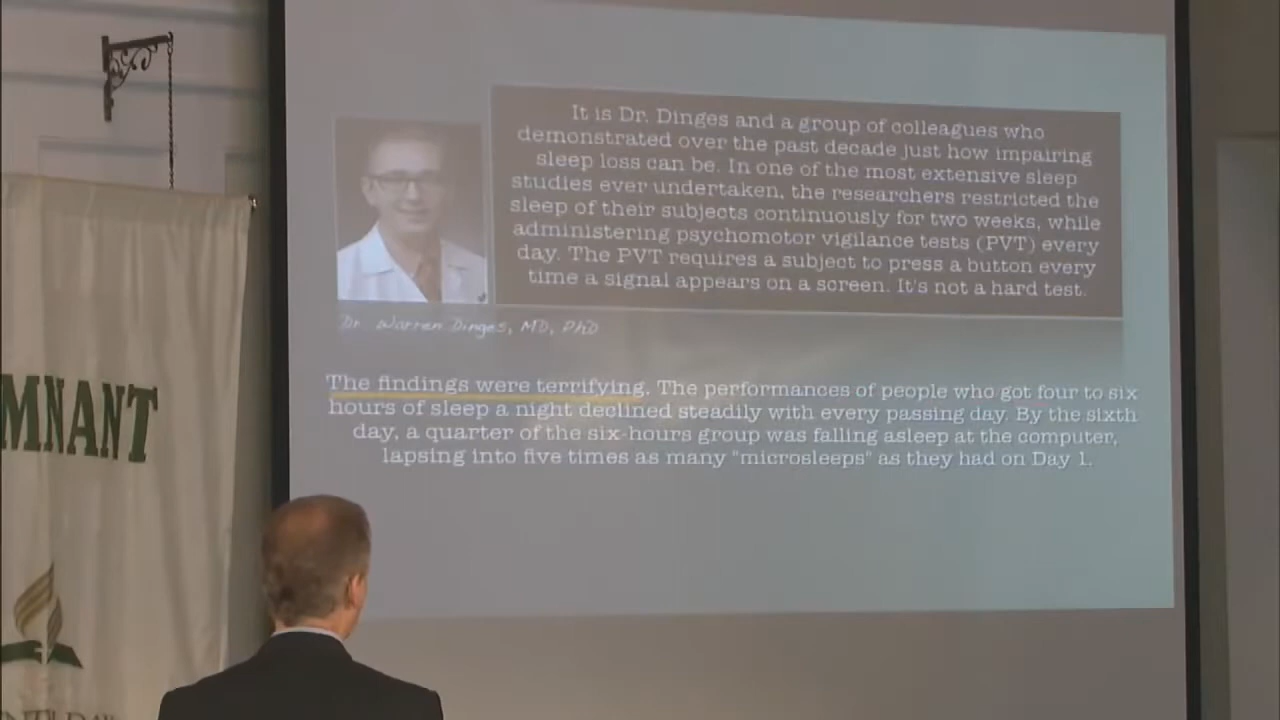 It is Dr. Dinges and a group of colleagues who
demonstrated over the past decade just how impairing
sleep loss can be. In one of the most extensive sleep
studies ever undertaken, the researchers restricted the
sleep of their subjects continuously for two weeks, while
administering psychomotor vigilance tests (PVT) every
day. The PVT requires a subject to press a button every
time a signal appears on a screen. It's not a hard test.
Dr. Warren Dinges, MD, PhD
The findings were terrifying. The performances of people who got four to six
hours of sleep a night declined steadily with every passing day. By the sixth
day, a quarter of the six-hours group was falling asleep at the computer,
lapsing into five times as many "microsleeps" as they had on Day 1.
MNANT